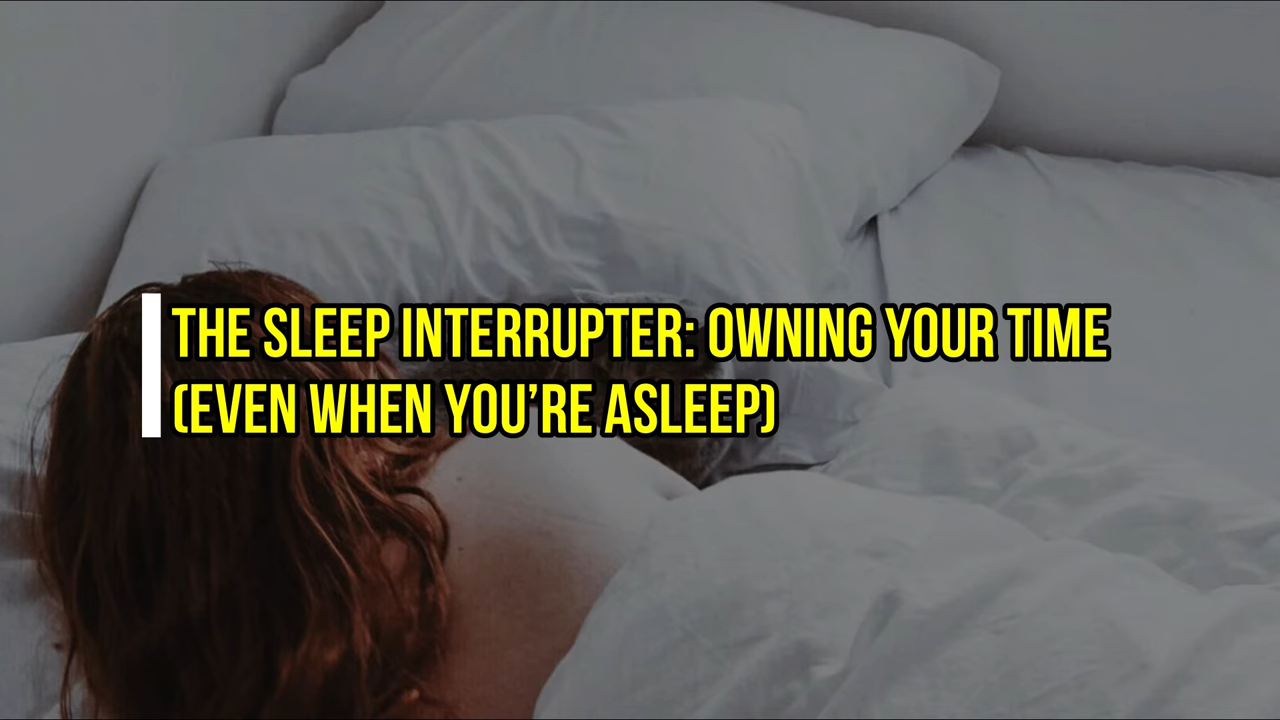 THE SLEEP INTERRUPTER: OWNING YOUR TIME
(EVEN WHEN YOU’RE ASLEEP)